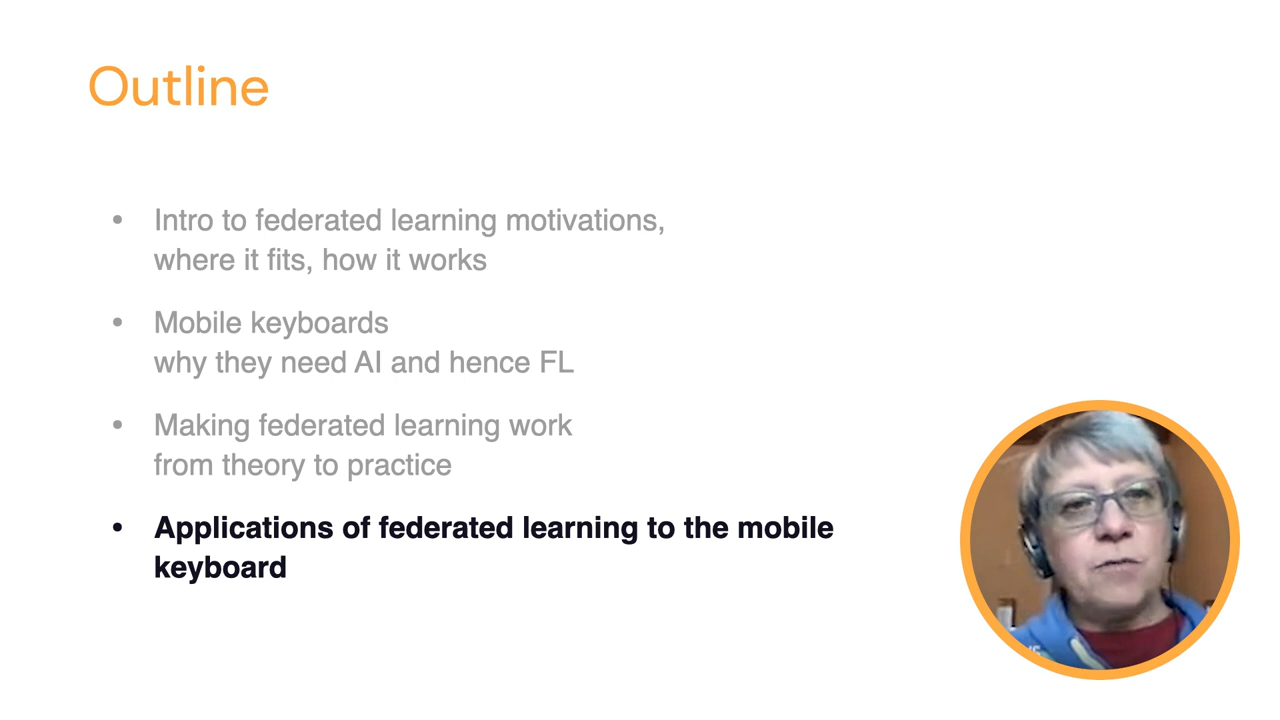 Outline
• Intro to federated learning motivations,
where it fits, how it works
• Mobile keyboards
why they need AI and hence FL
• Making federated learning work
from theory to practice
• Applications of federated learning to the mobile
keyboard